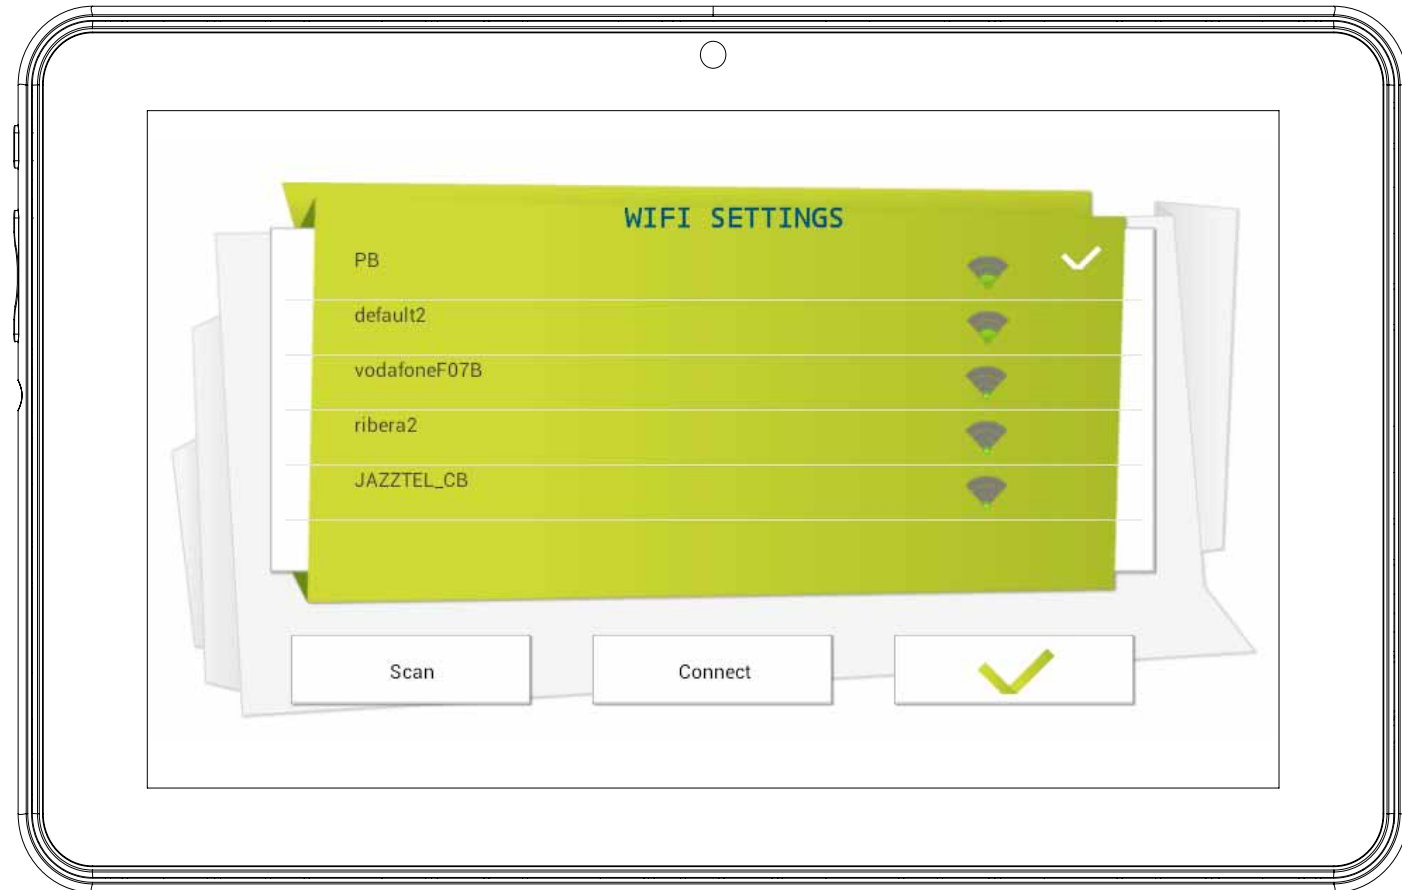 WIFI SETTINGS
PB
default2
vodafoneF07B
ribera2
JAZZTEL_CB
Scan
Connect